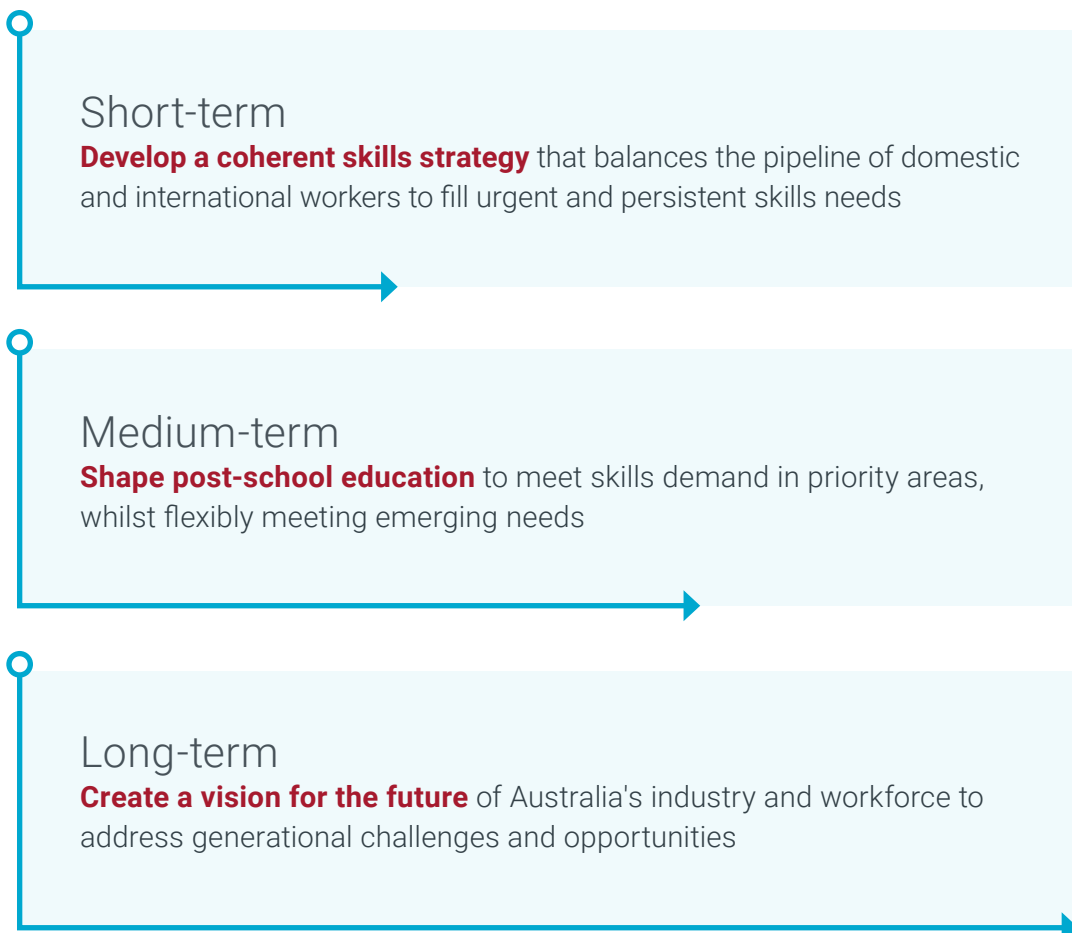 Short-term
Develop a coherent skills strategy that balances the pipeline of domestic
and international workers to fill urgent and persistent skills needs
Medium-term
Shape post-school education to meet skills demand in priority areas,
whilst flexibly meeting emerging needs
Long-term
Create a vision for the future of Australia's industry and workforce to
address generational challenges and opportunities